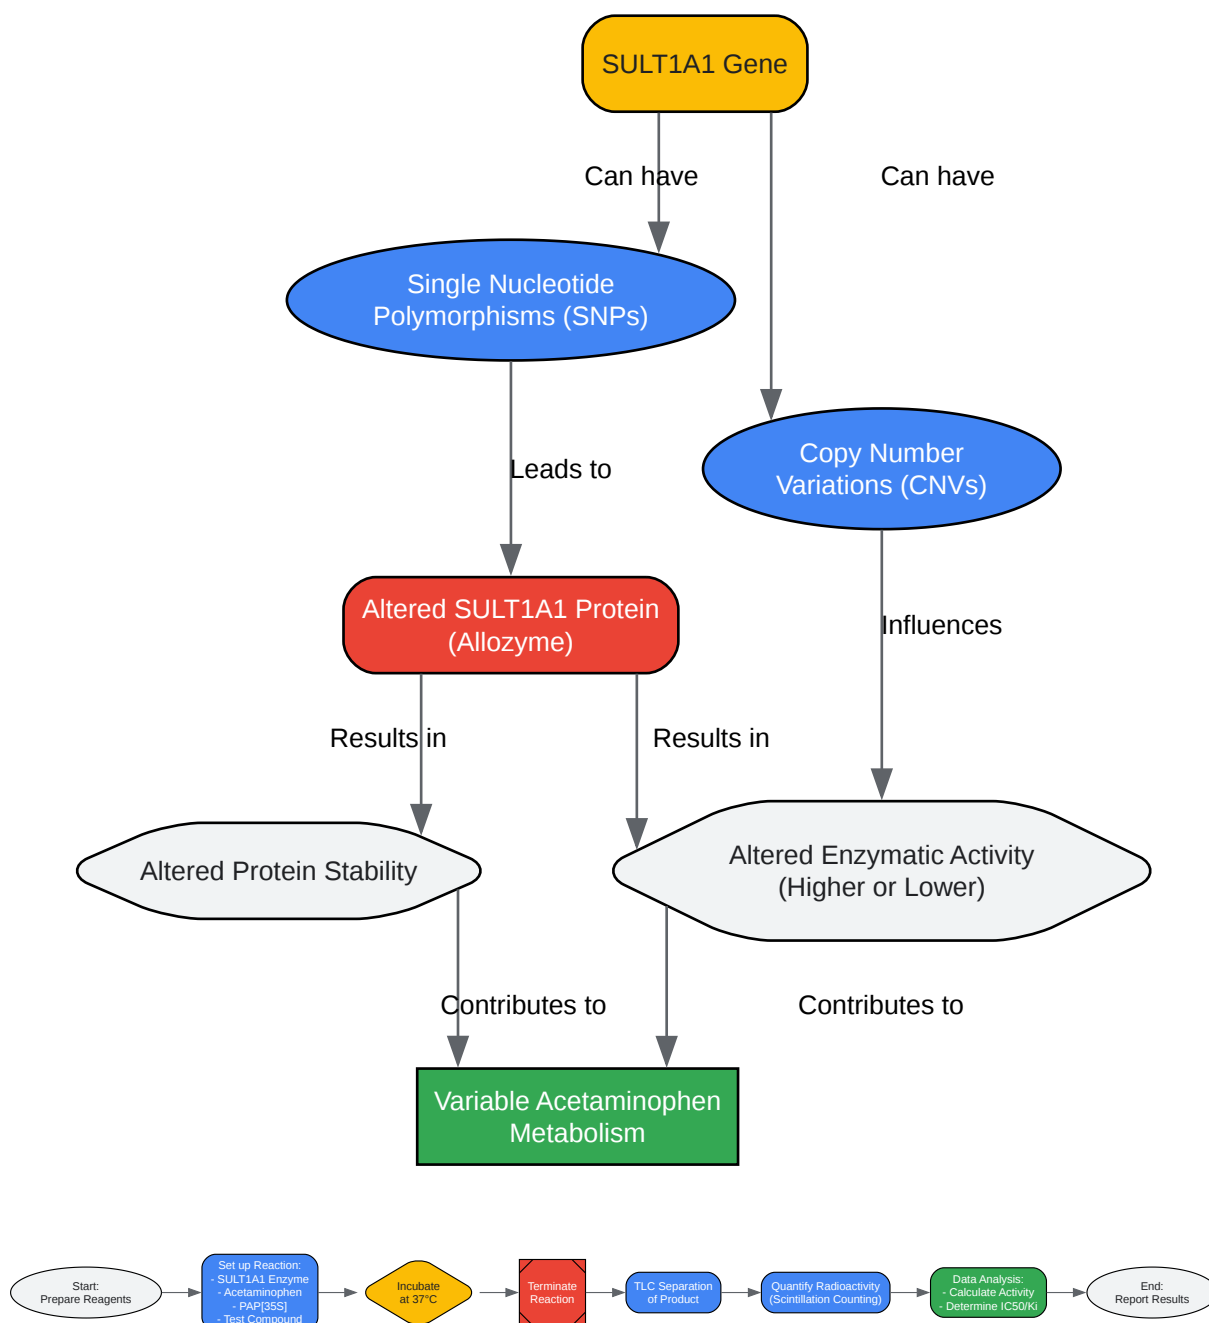 SULT1A1 Gene
Can have
Can have
Single Nucleotide
Polymorphisms (SNPs)
Copy Number
Variations (CNVs)
Leads to
Altered SULT1A1 Protein
(Allozyme)
Influences
Results in
Results in
Altered Protein Stability
Altered Enzymatic Activity
(Higher or Lower)
Contributes to
Contributes to
Variable Acetaminophen
Metabolism
Start:
Prepare Reagents
Set up Reaction:
- SULT1A1 Enzyme
- Acetaminophen
- PAP[35S]
- Test Compound
Incubate
at 37°C
Terminate
Reaction
TLC Separation
of Product
Quantify Radioactivity
(Scintillation Counting)
Data Analysis:
- Calculate Activity
- Determine IC50/Ki
End:
Report Results